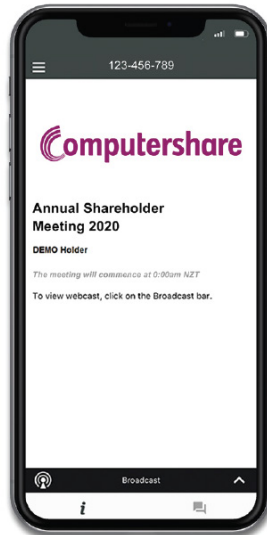 123-456-789
Computershare
Annual Shareholder
Meeting 2020
DEMO Holder
The meeting will commence at 0:00am NZT
To view webcast, click on the Broadcast bar.
Broadcast
i